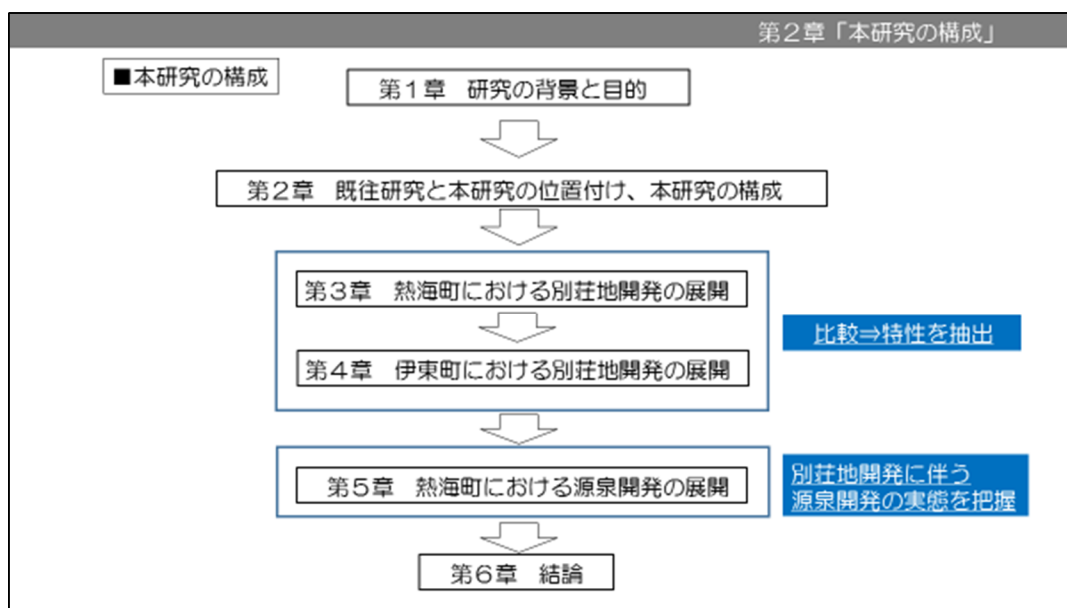 第２章「本研究の構成」
■本研究の構成
第１章　研究の背景と目的
第２章　既往研究と本研究の位置付け、本研究の構成
第３章　熱海町における別荘地開発の展開
比較⇒特性を抽出
第４章　伊東町における別荘地開発の展開
第５章　熱海町における源泉開発の展開
別荘地開発に伴う
源泉開発の実態を把握
第６章　結論